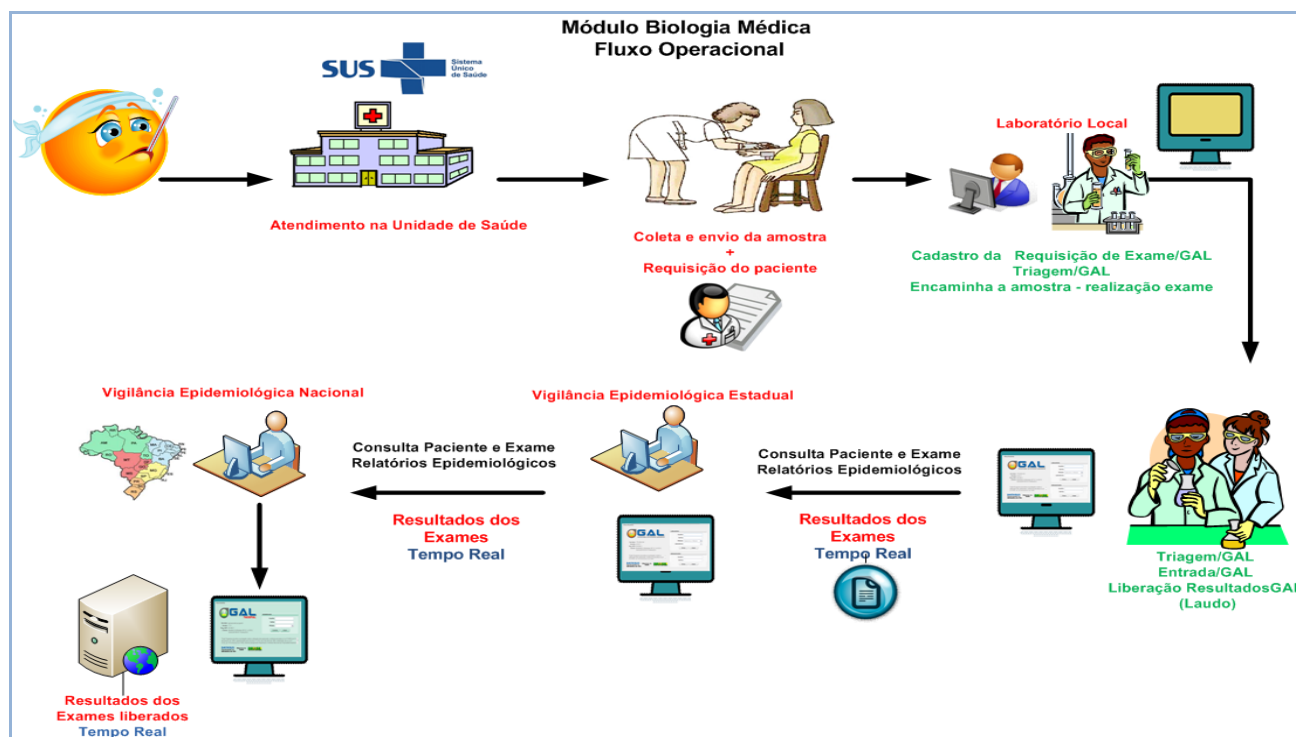 Módulo Biologia Médica
Fluxo Operacional
SUS
Sistema
Único
de Saúde
Laboratório Local
Atendimento na Unidade de Saúde
Coleta e envio da amostra
+
Requisição do paciente
Cadastro da Requisição de Exame/GAL
Triagem/GAL
Encaminha a amostra - realização exame
Vigilância Epidemiológica Nacional
Vigilância Epidemiológica Estadual
Consulta Paciente e Exame
Relatórios Epidemiológicos
Consulta Paciente e Exame
Relatórios Epidemiológicos
GAL
Resultados dos
Exames
Tempo Real
GAL
Resultados dos
Exames
Tempo Real
Triagem/GAL
Entrada/GAL
Liberação ResultadosGAL
(Laudo)
GAL
Resultados dos
Exames liberados
Tempo Real